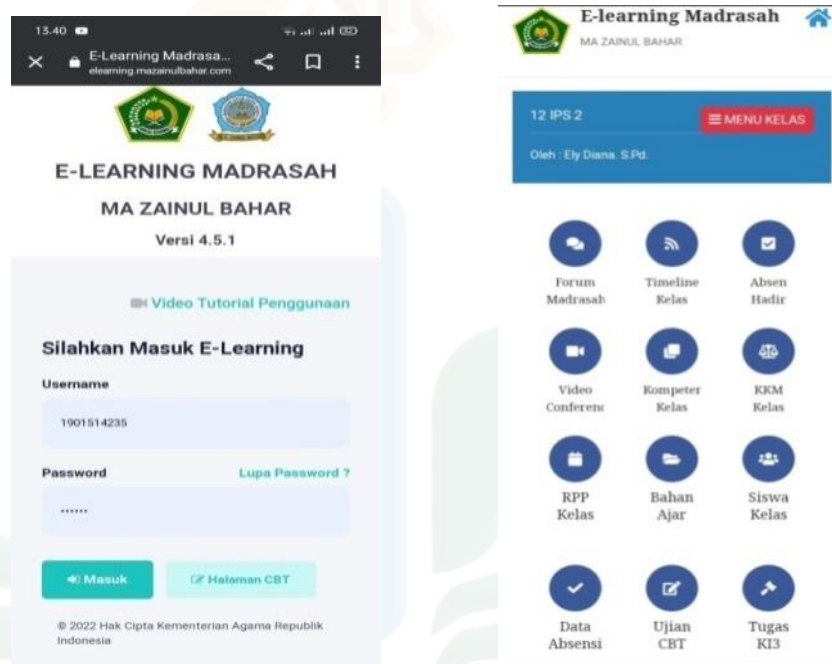 13.40
E-Learning Madrasa...
elearning.mazainulbahar.com
E-LEARNING MADRASAH
MA ZAINUL BAHAR
Versi 4.5.1
Video Tutorial Penggunaan
Silahkan Masuk E-Learning
Username
1901514235
Password
Lupa Password ?
••••••
Masuk
Halaman CBT
© 2022 Hak Cipta Kementerian Agama Republik
Indonesia
E-learning Madrasah
MA ZAINUL BAHAR
12 IPS 2
MENU KELAS
Oleh : Ely Diana. S.Pd.
Forum
Madrasah
Timeline
Kelas
Absen
Hadir
Video
Conferenc
Kompeter
Kelas
KKM
Kelas
RPP
Kelas
Bahan
Ajar
Siswa
Kelas
Data
Absensi
Ujian
CBT
Tugas
KI3